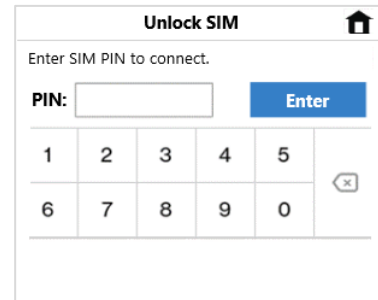 Unlock SIM
Enter SIM PIN to connect.
PIN: Enter
1 2 3 4 5
6 7 8 9 0